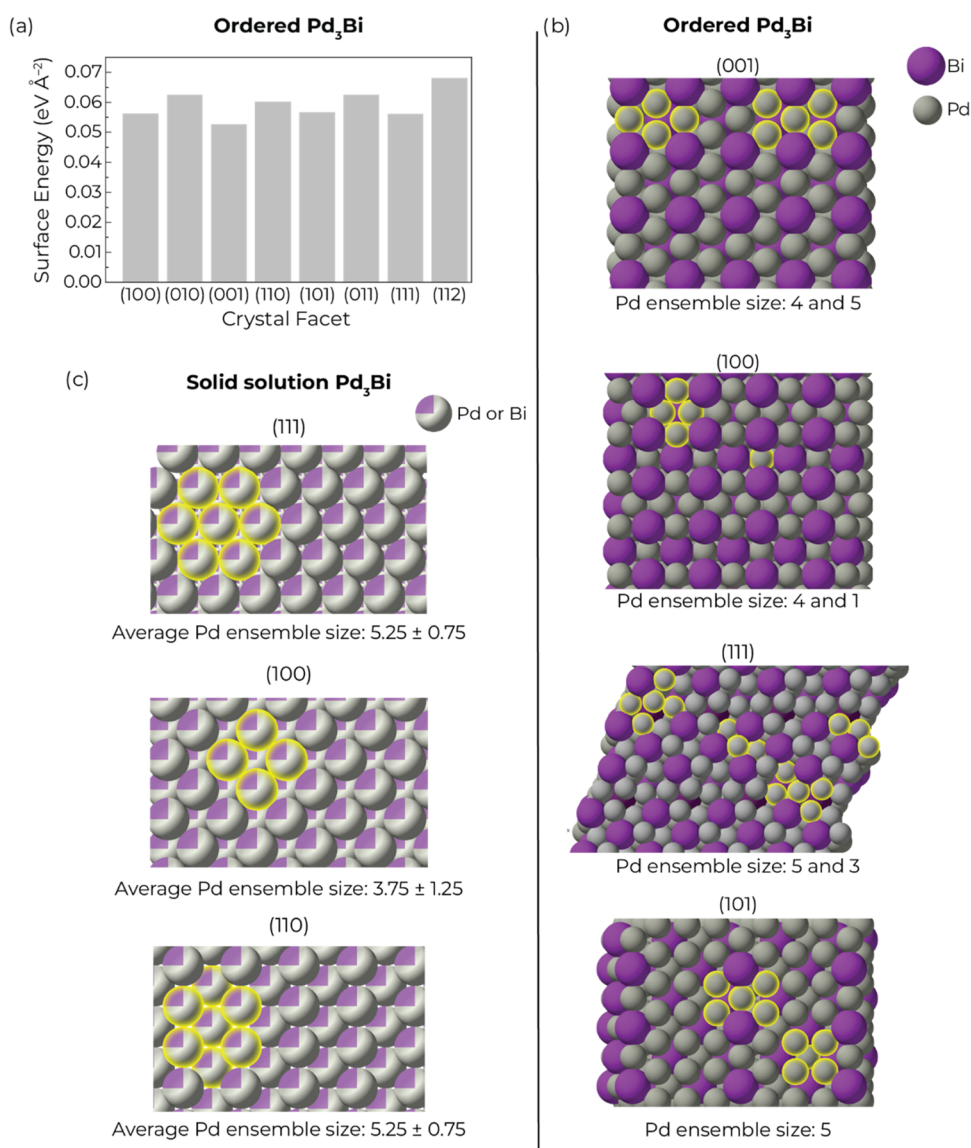 (a)
Ordered Pd₃Bi
Surface Energy (eV Å⁻²)
0.07
0.06
0.05
0.04
0.03
0.02
0.01
0.00
(100) (010) (001) (110) (101) (011) (111) (112)
Crystal Facet
(c)
Solid solution Pd₃Bi
Pd or Bi
(111)
Average Pd ensemble size: 5.25 ± 0.75
(100)
Average Pd ensemble size: 3.75 ± 1.25
(110)
Average Pd ensemble size: 5.25 ± 0.75
(b)
Ordered Pd₃Bi
Bi
Pd
(001)
Pd ensemble size: 4 and 5
(100)
Pd ensemble size: 4 and 1
(111)
Pd ensemble size: 5 and 3
(101)
Pd ensemble size: 5